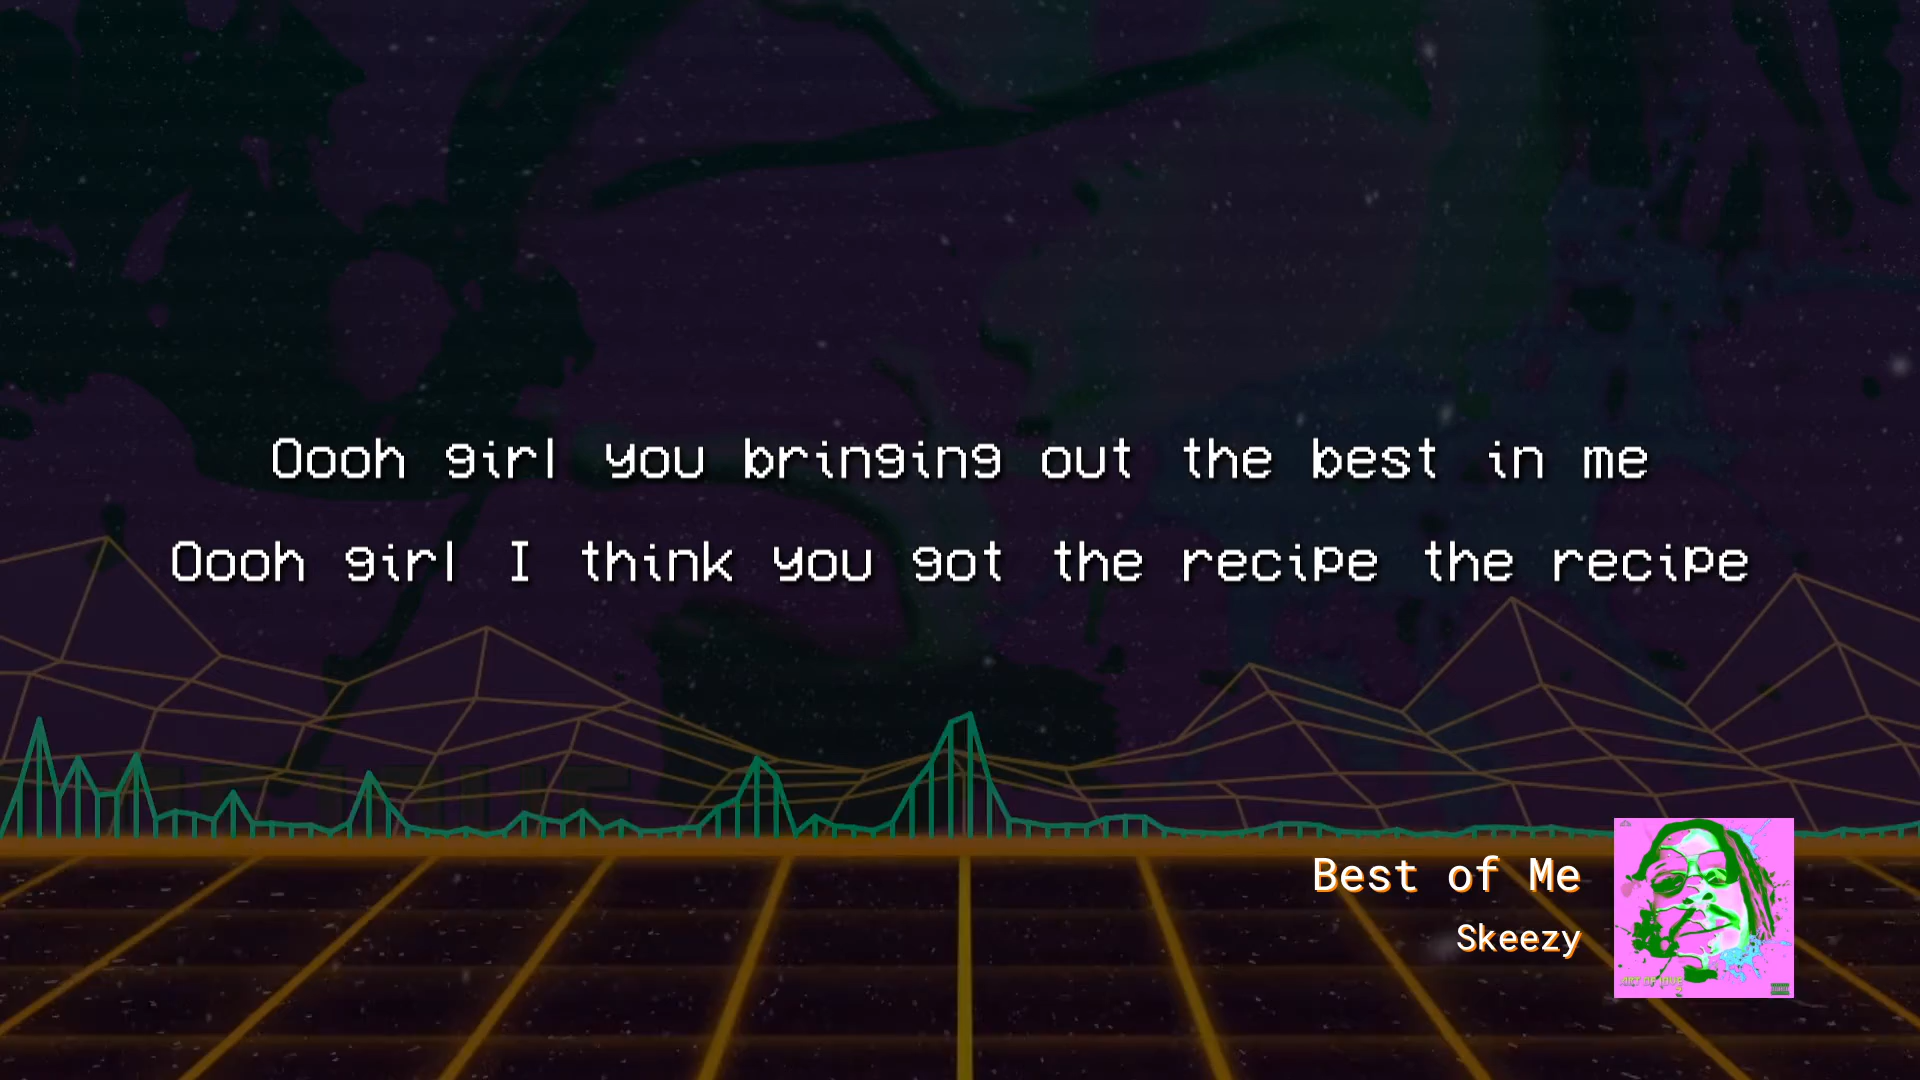 Oooh girl you bringing out the best in me
Oooh girl I think you got the recipe the recipe
Best of Me
Skeezy